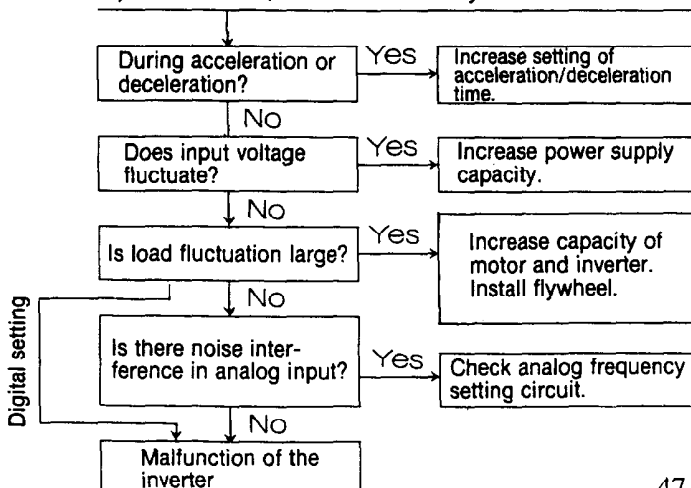 During acceleration or
deceleration?
Yes
Increase setting of
acceleration/deceleration
time.
No
Does input voltage
fluctuate?
Yes
Increase power supply
capacity.
No
Is load fluctuation large?
Yes
Increase capacity of
motor and inverter.
Install flywheel.
No
Digital setting
Is there noise inter-
ference in analog input?
Yes
Check analog frequency
setting circuit.
No
Malfunction of the
inverter
47